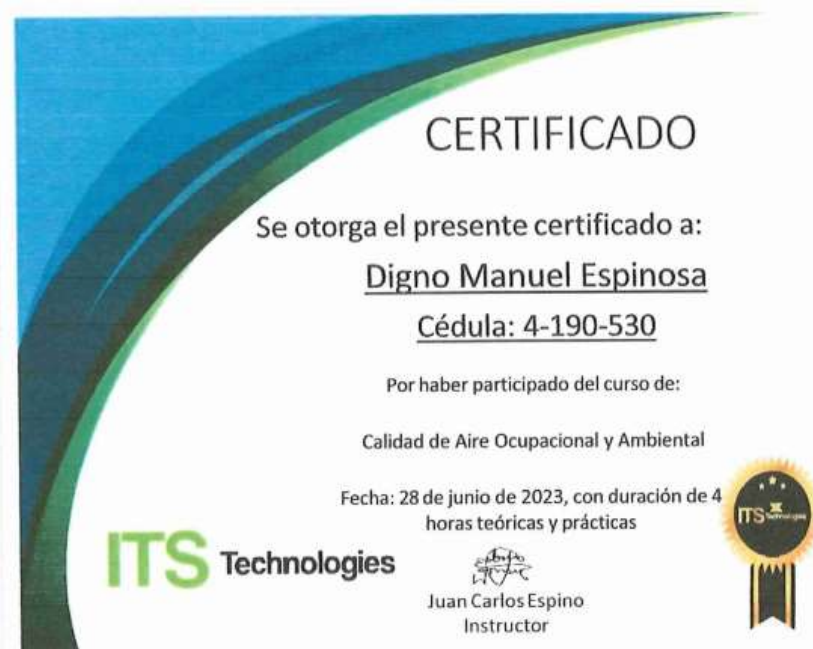 CERTIFICADO
Se otorga el presente certificado a:
Digno Manuel Espinosa
Cédula: 4-190-530
Por haber participado del curso de:
Calidad de Aire Ocupacional y Ambiental
Fecha: 28 de junio de 2023, con duración de 4
horas teóricas y prácticas
ITS Technologies
Juan Carlos Espino
Instructor
ITS Technologies